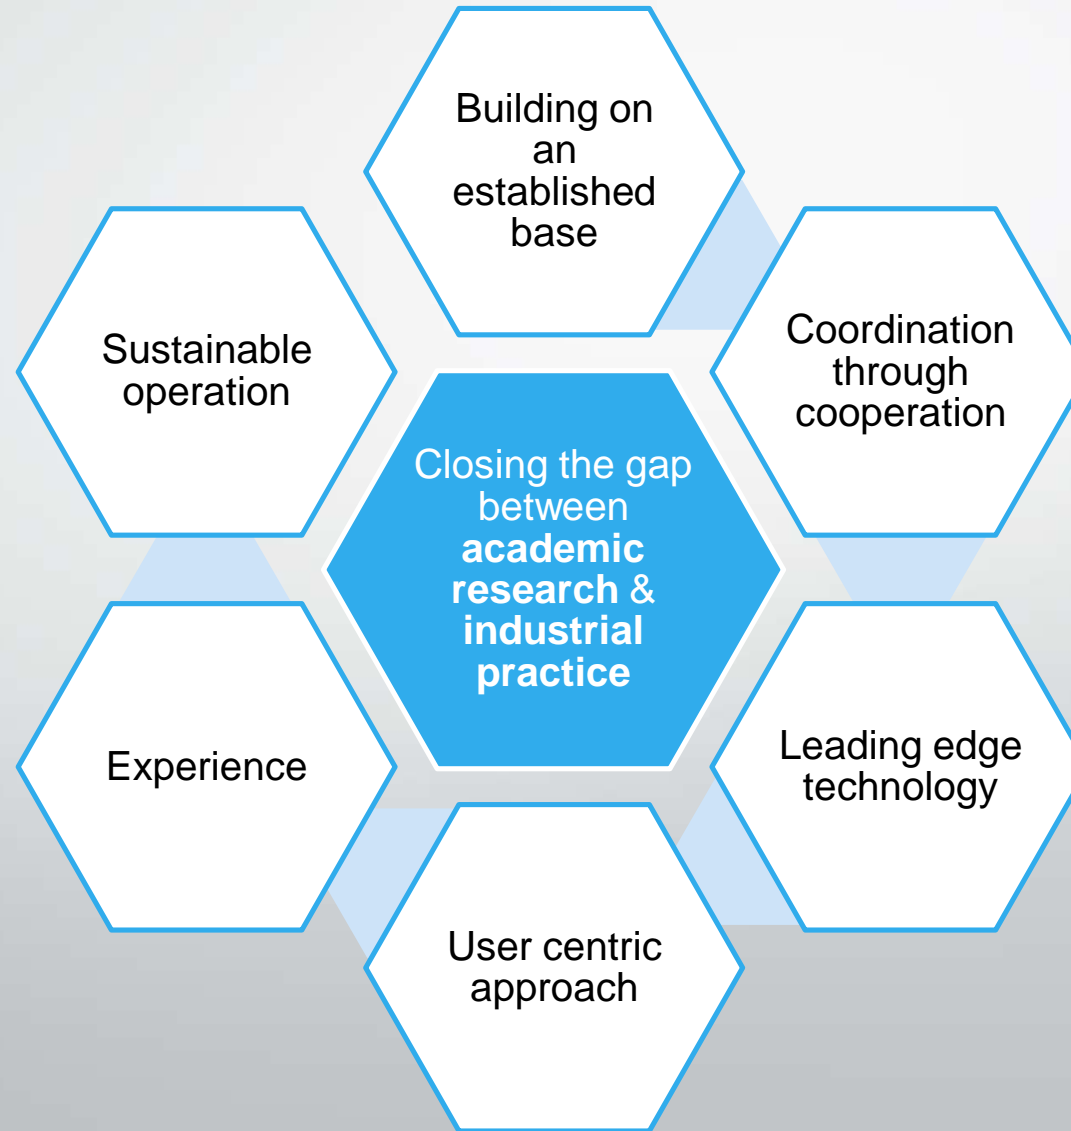 Building on
an
established
base
Coordination
through
cooperation
Leading edge
technology
User centric
approach
Experience
Sustainable
operation
Closing the gap
between
academic
research &
industrial
practice